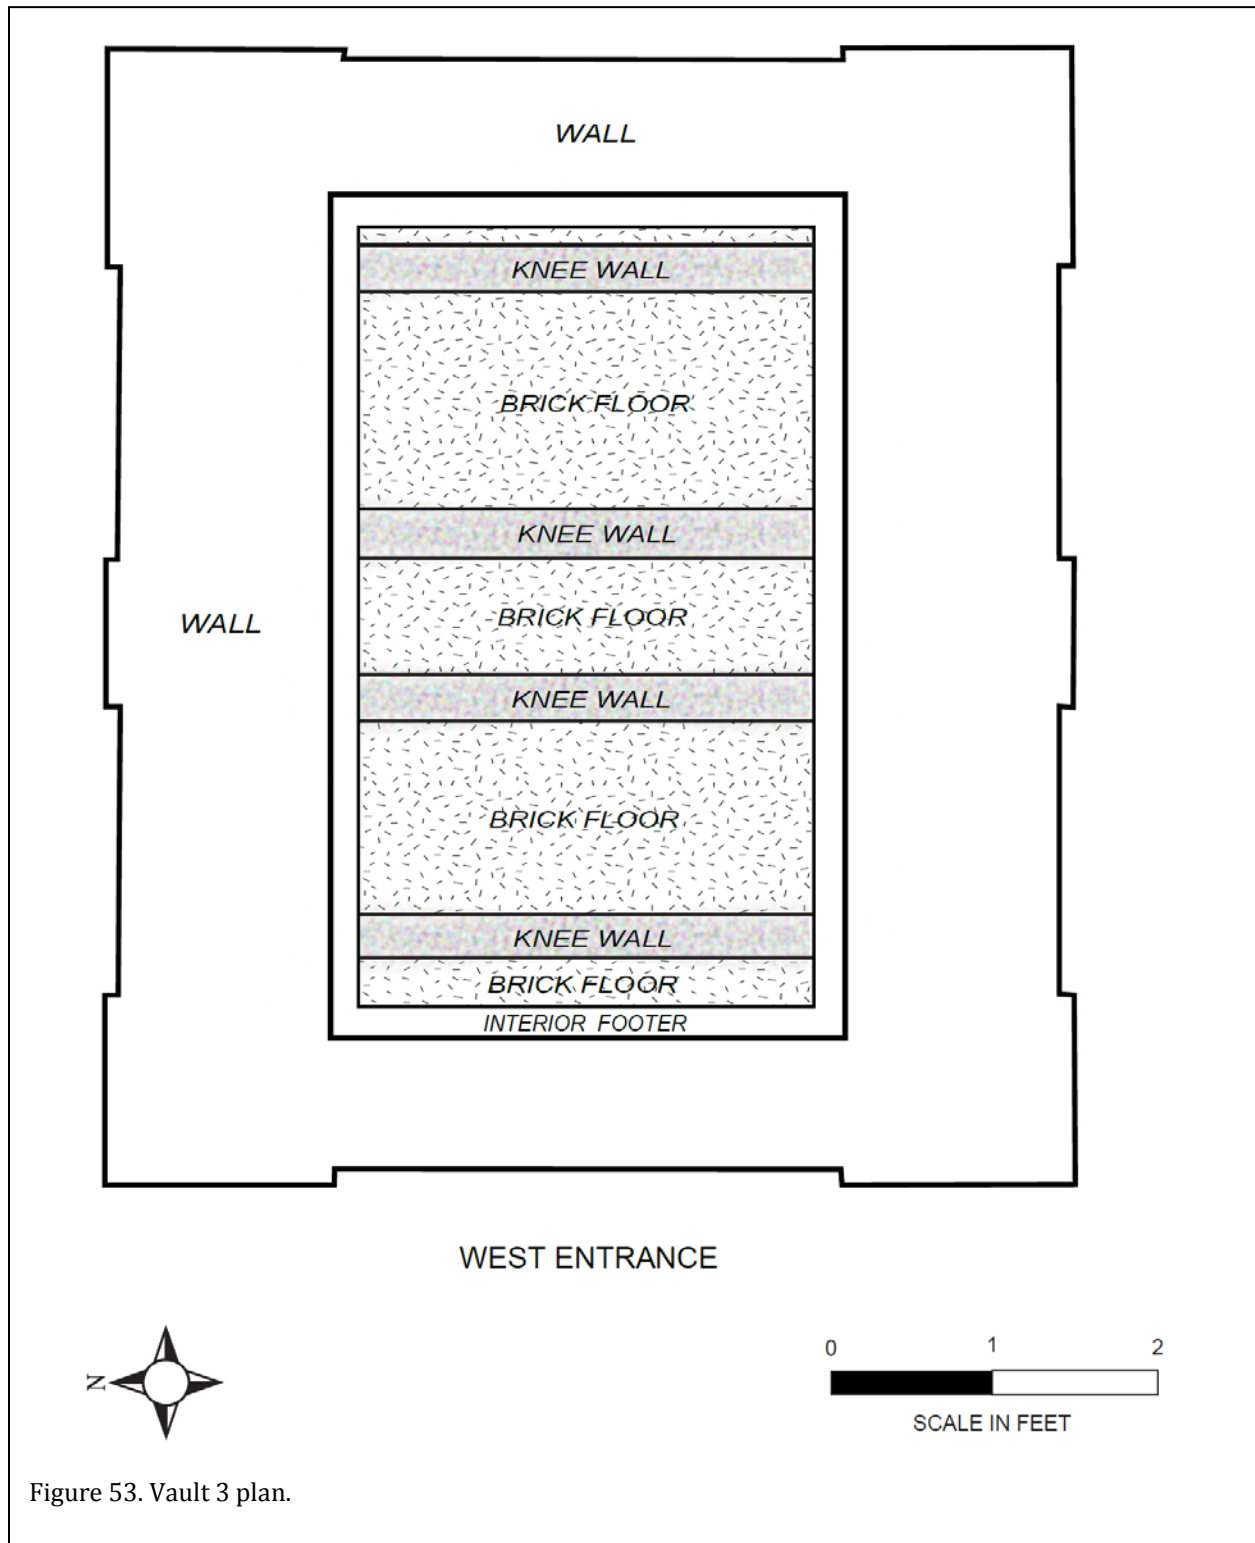 WALL
KNEE WALL
BRICK FLOOR
KNEE WALL
BRICK FLOOR
WALL
KNEE WALL
BRICK FLOOR
KNEE WALL
BRICK FLOOR
INTERIOR FOOTER
WEST ENTRANCE
N
0 1 2
SCALE IN FEET
Figure 53. Vault 3 plan.